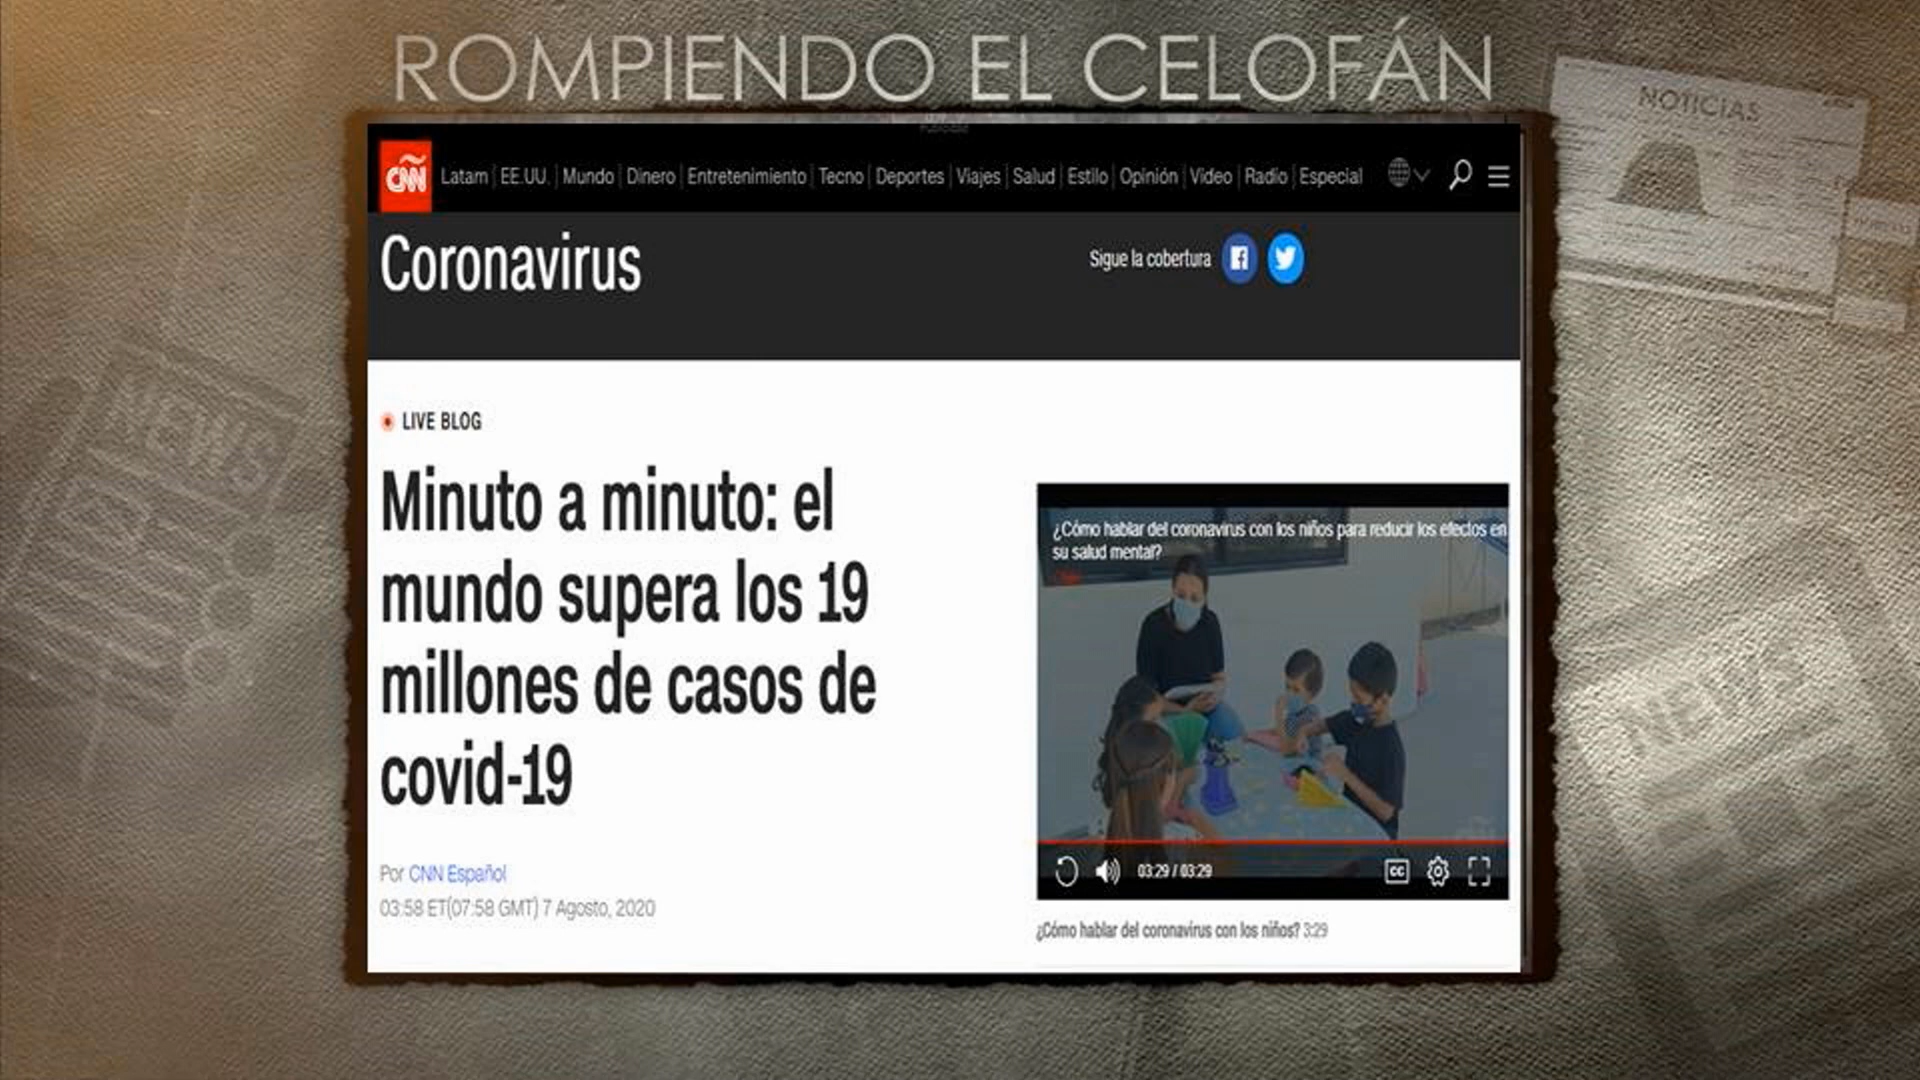 ROMPIENDO EL CELOFÁN
NOTICIAS
CNN Latam EE.UU. Mundo Dinero Entretenimiento Tecno Deportes Viajes Salud Estilo Opinión Video Radio Especial
Coronavirus
Sigue la cobertura
LIVE BLOG
Minuto a minuto: el
mundo supera los 19
millones de casos de
covid-19
Por CNN Español
03:58 ET(07:58 GMT) 7 Agosto, 2020
¿Cómo hablar del coronavirus con los niños para reducir los efectos en
su salud mental?
03:29 / 03:29
CC
¿Cómo hablar del coronavirus con los niños? 3:29
NEWS
NEWS